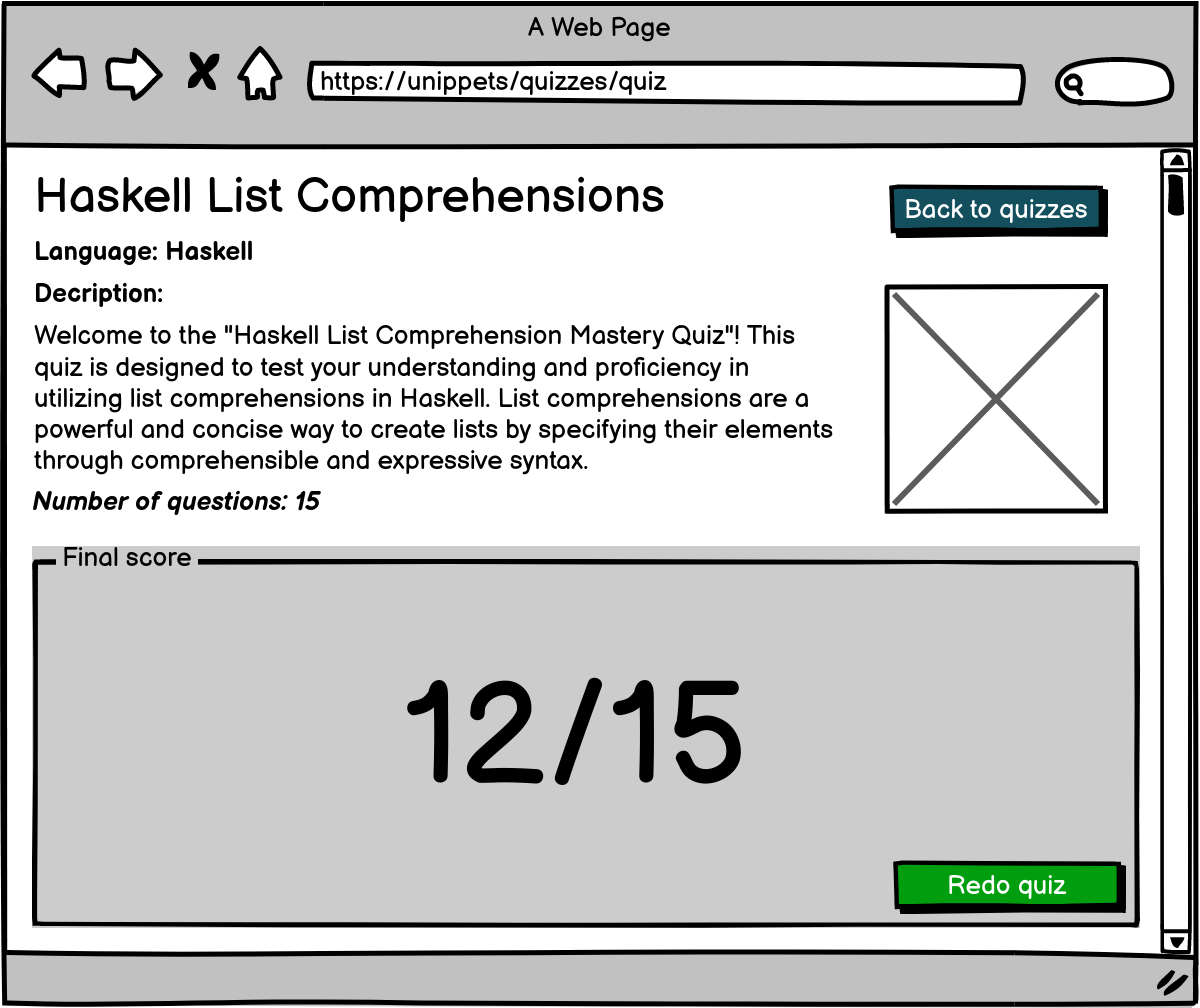 A Web Page
https://unippets/quizzes/quiz
Haskell List Comprehensions
Back to quizzes
Language: Haskell
Decription:
Welcome to the "Haskell List Comprehension Mastery Quiz"! This
quiz is designed to test your understanding and proficiency in
utilizing list comprehensions in Haskell. List comprehensions are a
powerful and concise way to create lists by specifying their elements
through comprehensible and expressive syntax.
Number of questions: 15
Final score
12/15
Redo quiz